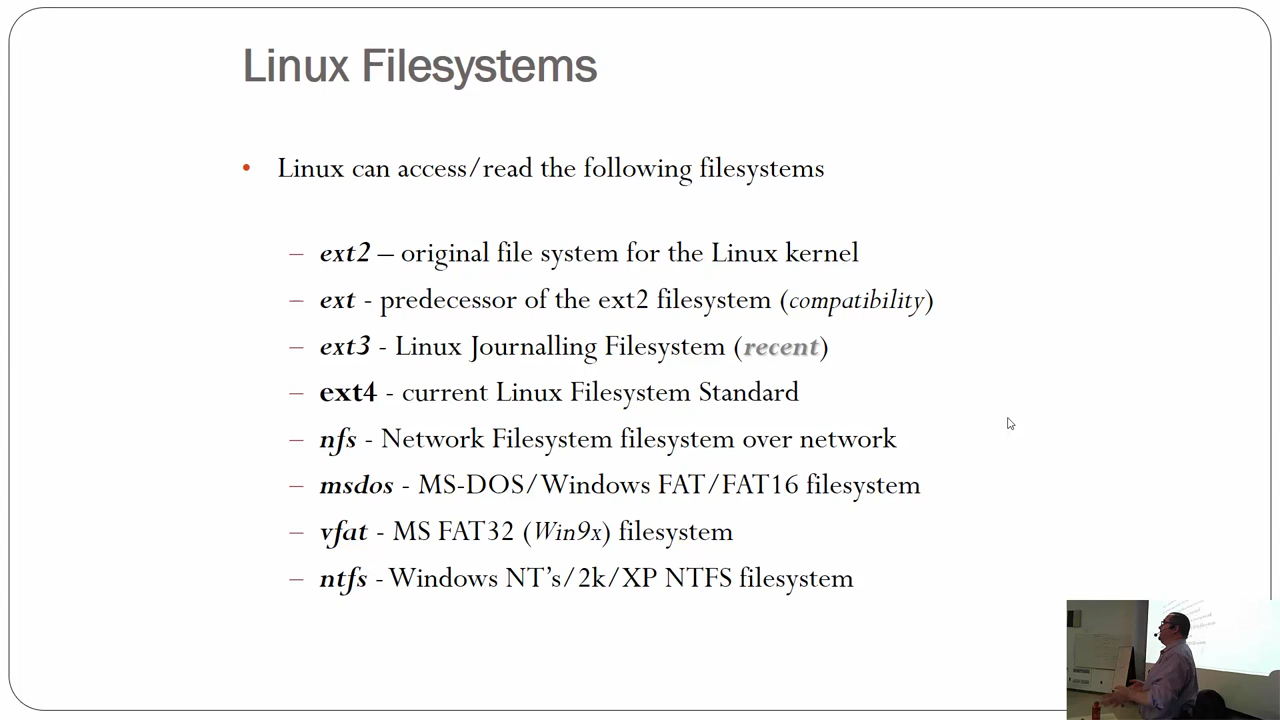 Linux Filesystems
• Linux can access/read the following filesystems
– ext2 – original file system for the Linux kernel
– ext - predecessor of the ext2 filesystem (compatibility)
– ext3 - Linux Journalling Filesystem (recent)
– ext4 - current Linux Filesystem Standard
– nfs - Network Filesystem filesystem over network
– msdos - MS-DOS/Windows FAT/FAT16 filesystem
– vfat - MS FAT32 (Win9x) filesystem
– ntfs - Windows NT’s/2k/XP NTFS filesystem